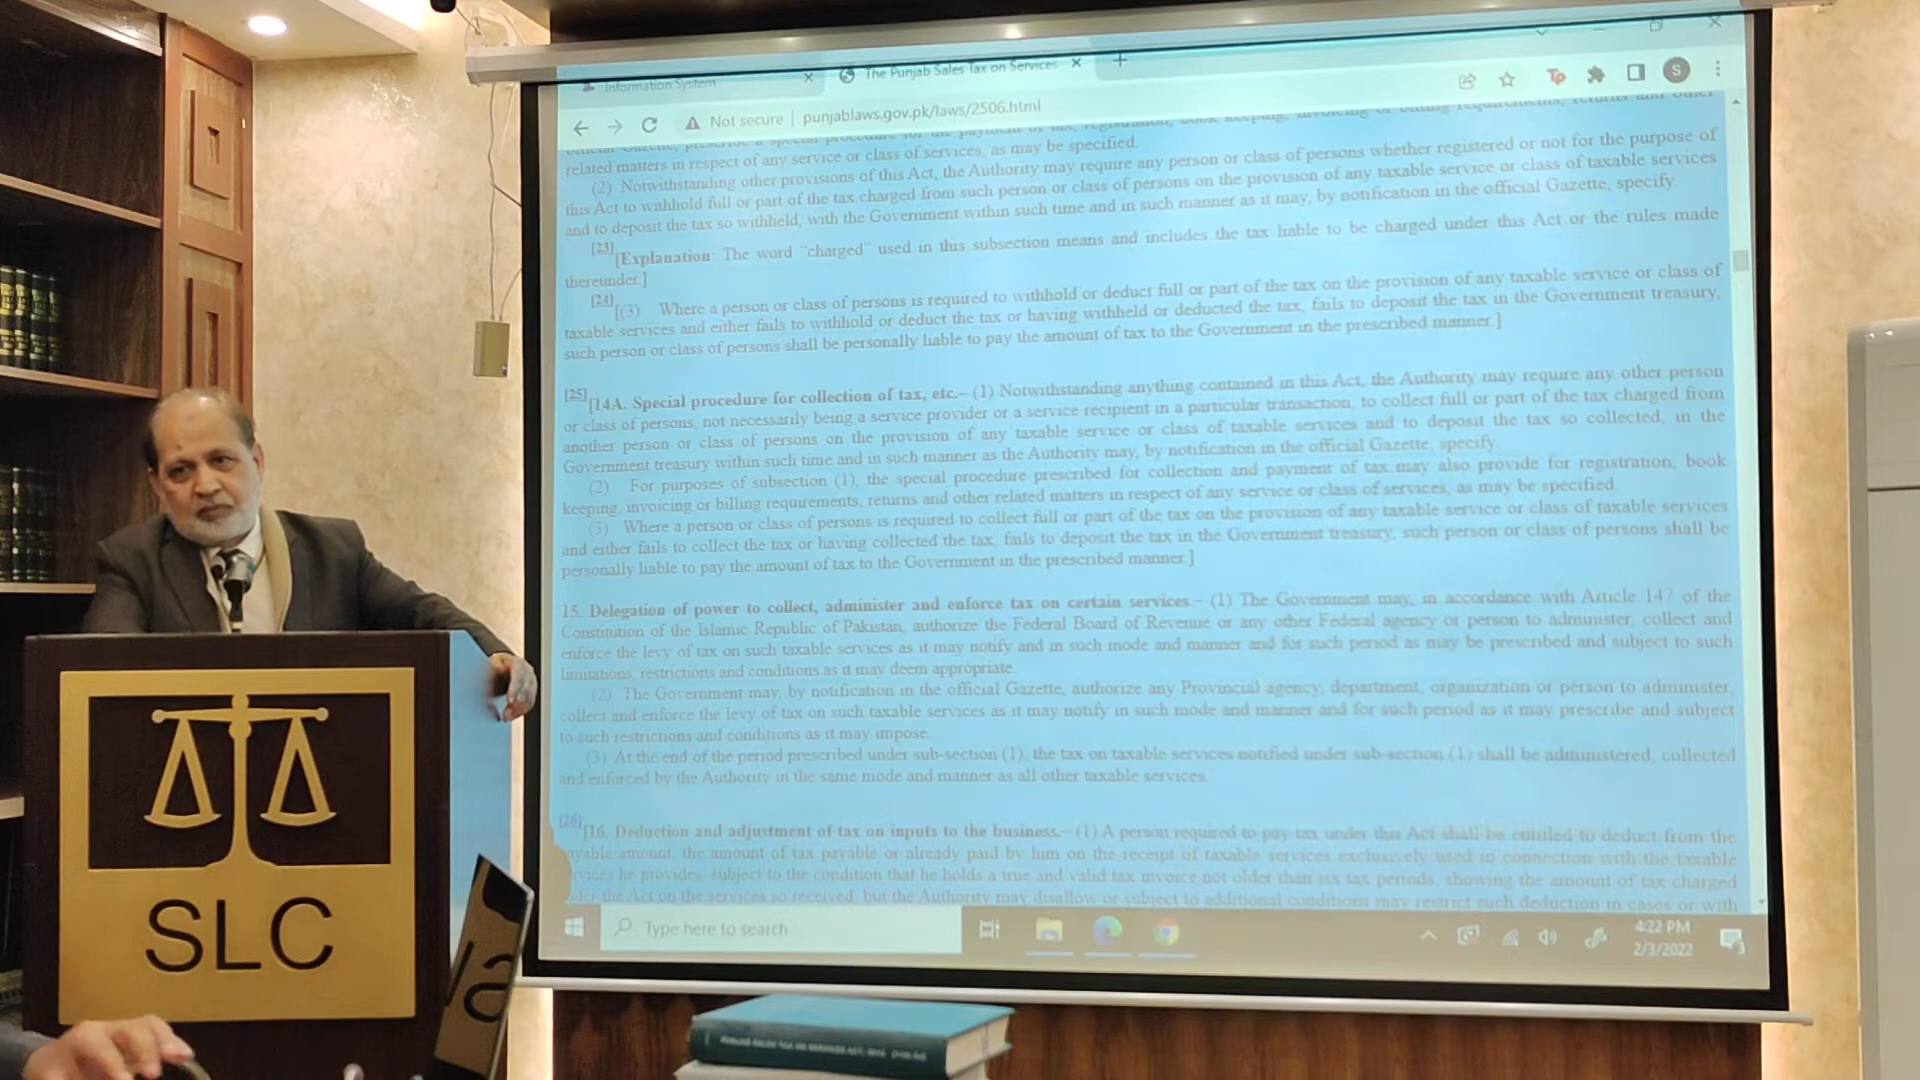 Information System
The Punjab Sales Tax on Services
Not secure | punjablaws.gov.pk/laws/2506.html
S
related matters in respect of any service or class of services, as may be specified.
(2) Notwithstanding other provisions of this Act, the Authority may require any person or class of persons whether registered or not for the purpose of
this Act to withhold full or part of the tax charged from such person or class of persons on the provision of any taxable service or class of taxable services
and to deposit the tax so withheld, with the Government within such time and in such manner as it may, by notification in the official Gazette, specify
[23][Explanation: The word "charged" used in this subsection means and includes the tax liable to be charged under this Act or the rules made
thereunder.]
[24][(3) Where a person or class of persons is required to withhold or deduct full or part of the tax on the provision of any taxable service or class of
taxable services and either fails to withhold or deduct the tax or having withheld or deducted the tax, fails to deposit the tax in the Government treasury,
such person or class of persons shall be personally liable to pay the amount of tax to the Government in the prescribed manner.]
[25][14A. Special procedure for collection of tax, etc.– (1) Notwithstanding anything contained in this Act, the Authority may require any other person
or class of persons, not necessarily being a service provider or a service recipient in a particular transaction, to collect full or part of the tax charged from
another person or class of persons on the provision of any taxable service or class of taxable services and to deposit the tax so collected, in the
Government treasury within such time and in such manner as the Authority may, by notification in the official Gazette, specify.
(2) For purposes of subsection (1), the special procedure prescribed for collection and payment of tax may also provide for registration, book
keeping, invoicing or billing requirements, returns and other related matters in respect of any service or class of services, as may be specified.
(3) Where a person or class of persons is required to collect full or part of the tax on the provision of any taxable service or class of taxable services
and either fails to collect the tax or having collected the tax, fails to deposit the tax in the Government treasury, such person or class of persons shall be
personally liable to pay the amount of tax to the Government in the prescribed manner.]
15. Delegation of power to collect, administer and enforce tax on certain services.– (1) The Government may, in accordance with Article 147 of the
Constitution of the Islamic Republic of Pakistan, authorize the Federal Board of Revenue or any other Federal agency or person to administer, collect and
enforce the levy of tax on such taxable services as it may notify and in such mode and manner and for such period as may be prescribed and subject to such
limitations, restrictions and conditions as it may deem appropriate.
(2) The Government may, by notification in the official Gazette, authorize any Provincial agency, department, organization or person to administer,
collect and enforce the levy of tax on such taxable services as it may notify in such mode and manner and for such period as it may prescribe and subject
to such restrictions and conditions as it may impose.
(3) At the end of the period prescribed under sub-section (1), the tax on taxable services notified under sub-section (1) shall be administered, collected
and enforced by the Authority in the same mode and manner as all other taxable services.
[26][16. Deduction and adjustment of tax on inputs to the business.– (1) A person required to pay tax under this Act shall be entitled to deduct from the
amount, the amount of tax payable or already paid by him on the receipt of taxable services exclusively used in connection with the taxable
he provides, subject to the condition that he holds a true and valid tax invoice not older than six tax periods, showing the amount of tax charged
the Act on the services so received, but the Authority may disallow or subject to additional conditions may restrict such deduction in cases or with
Type here to search
4:22 PM
2/3/2022
3
SLC
PUNJAB SALES TAX ON SERVICES ACT, 2012